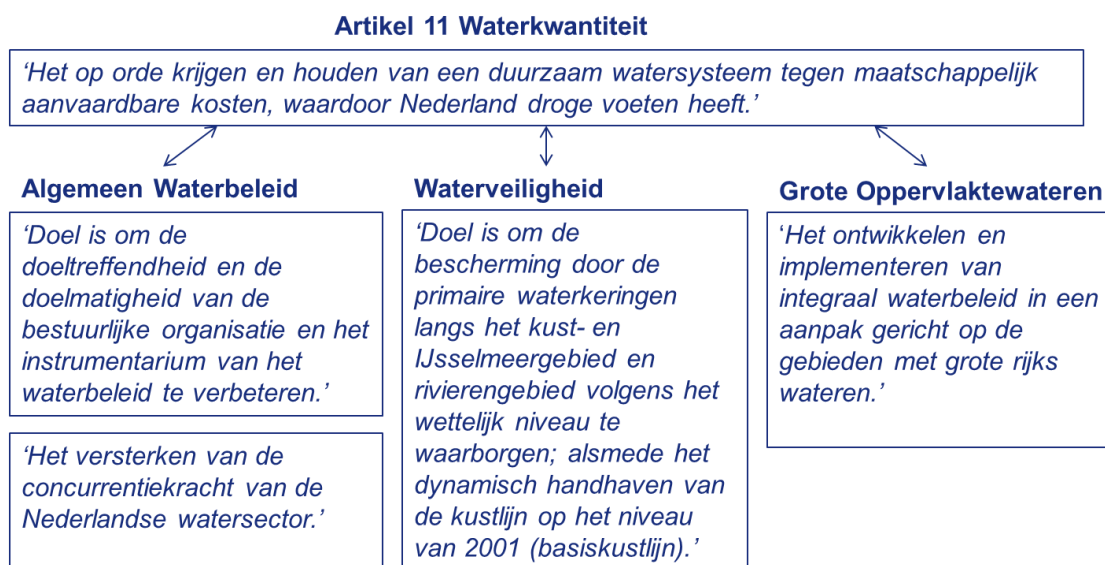 Artikel 11 Waterkwantiteit
‘Het op orde krijgen en houden van een duurzaam watersysteem tegen maatschappelijk
aanvaardbare kosten, waardoor Nederland droge voeten heeft.’
Algemeen Waterbeleid
‘Doel is om de
doeltreffendheid en de
doelmatigheid van de
bestuurlijke organisatie en het
instrumentarium van het
waterbeleid te verbeteren.’
‘Het versterken van de
concurrentiekracht van de
Nederlandse watersector.’
Waterveiligheid
‘Doel is om de
bescherming door de
primaire waterkeringen
langs het kust- en
IJsselmeergebied en
rivierengebied volgens het
wettelijk niveau te
waarborgen; alsmede het
dynamisch handhaven van
de kustlijn op het niveau
van 2001 (basiskustlijn).’
Grote Oppervlaktewateren
‘Het ontwikkelen en
implementeren van
integraal waterbeleid in een
aanpak gericht op de
gebieden met grote rijks
wateren.’